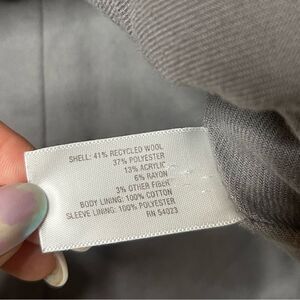 SHELL: 41% RECYCLED WOOL
37% POLYESTER
13% ACRYLIC
6% RAYON
3% OTHER FIBER
BODY LINING: 100% COTTON
SLEEVE LINING: 100% POLYESTER
RN 54023